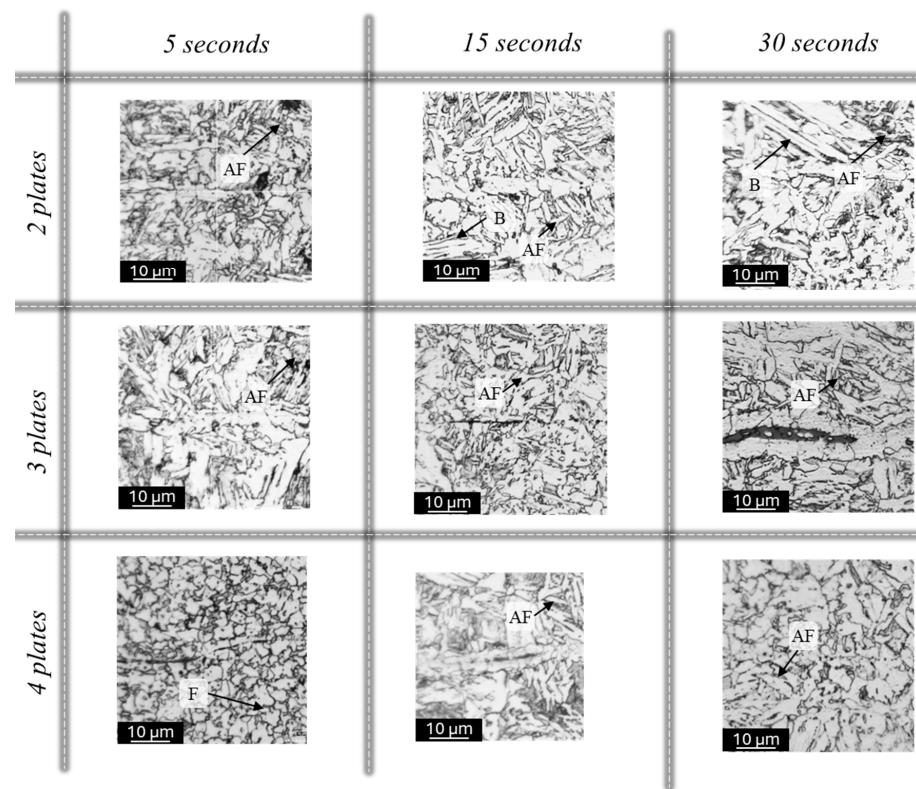 5 seconds
15 seconds
30 seconds
2 plates
AF
10 µm
B
AF
10 µm
B
AF
10 µm
3 plates
AF
10 µm
AF
10 µm
AF
10 µm
4 plates
F
10 µm
AF
10 µm
AF
10 µm